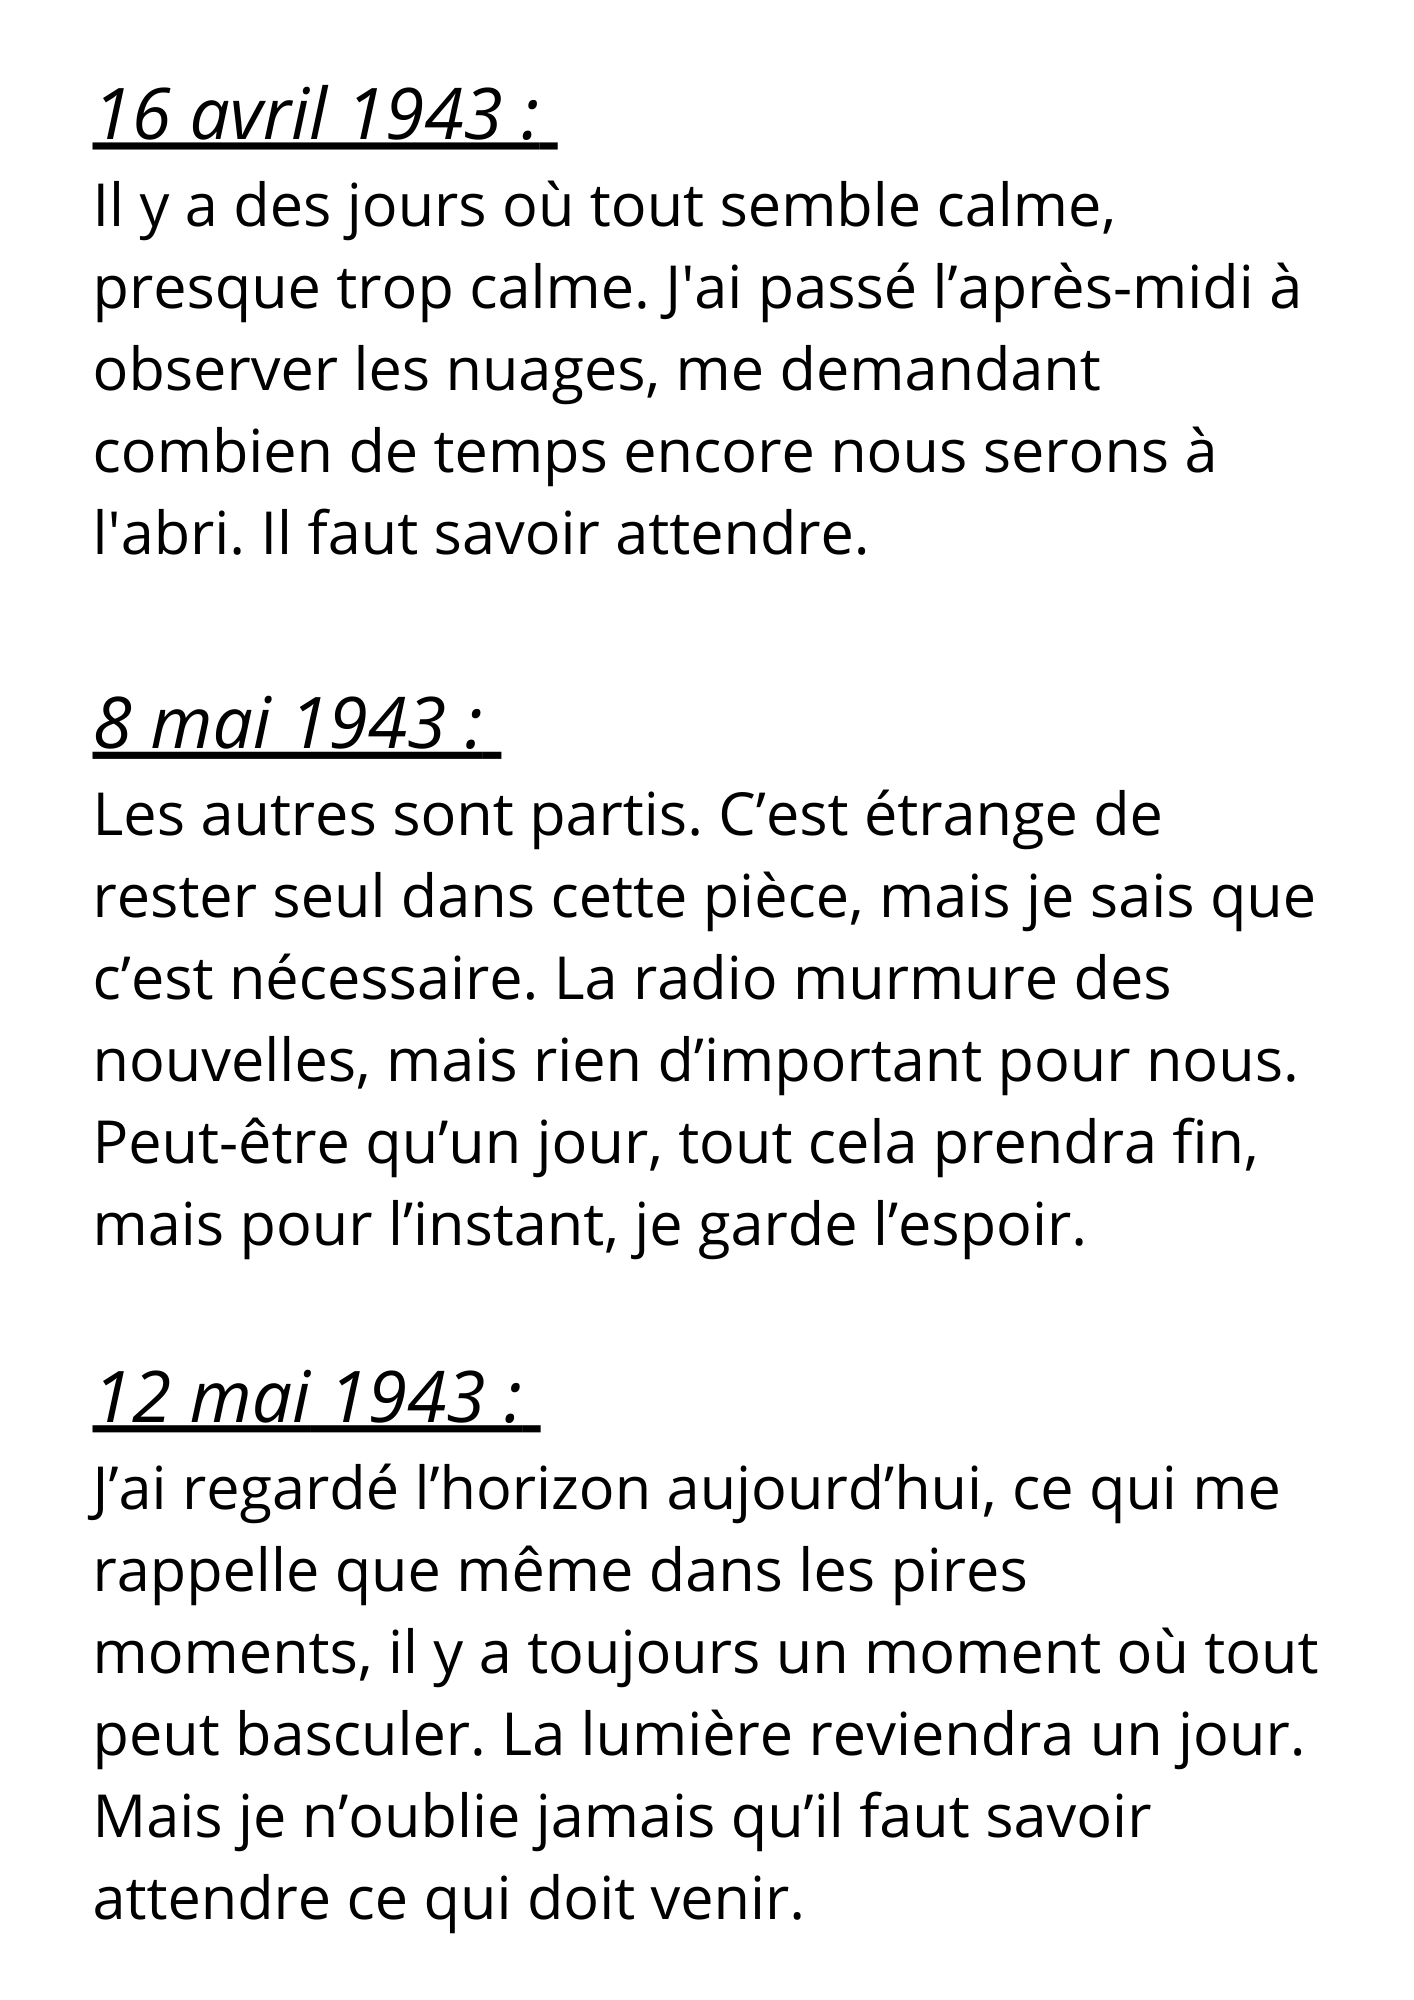 16 avril 1943 :
Il y a des jours où tout semble calme,
presque trop calme. J'ai passé l’après-midi à
observer les nuages, me demandant
combien de temps encore nous serons à
l'abri. Il faut savoir attendre.
8 mai 1943 :
Les autres sont partis. C’est étrange de
rester seul dans cette pièce, mais je sais que
c’est nécessaire. La radio murmure des
nouvelles, mais rien d’important pour nous.
Peut-être qu’un jour, tout cela prendra fin,
mais pour l’instant, je garde l’espoir.
12 mai 1943 :
J’ai regardé l’horizon aujourd’hui, ce qui me
rappelle que même dans les pires
moments, il y a toujours un moment où tout
peut basculer. La lumière reviendra un jour.
Mais je n’oublie jamais qu’il faut savoir
attendre ce qui doit venir.